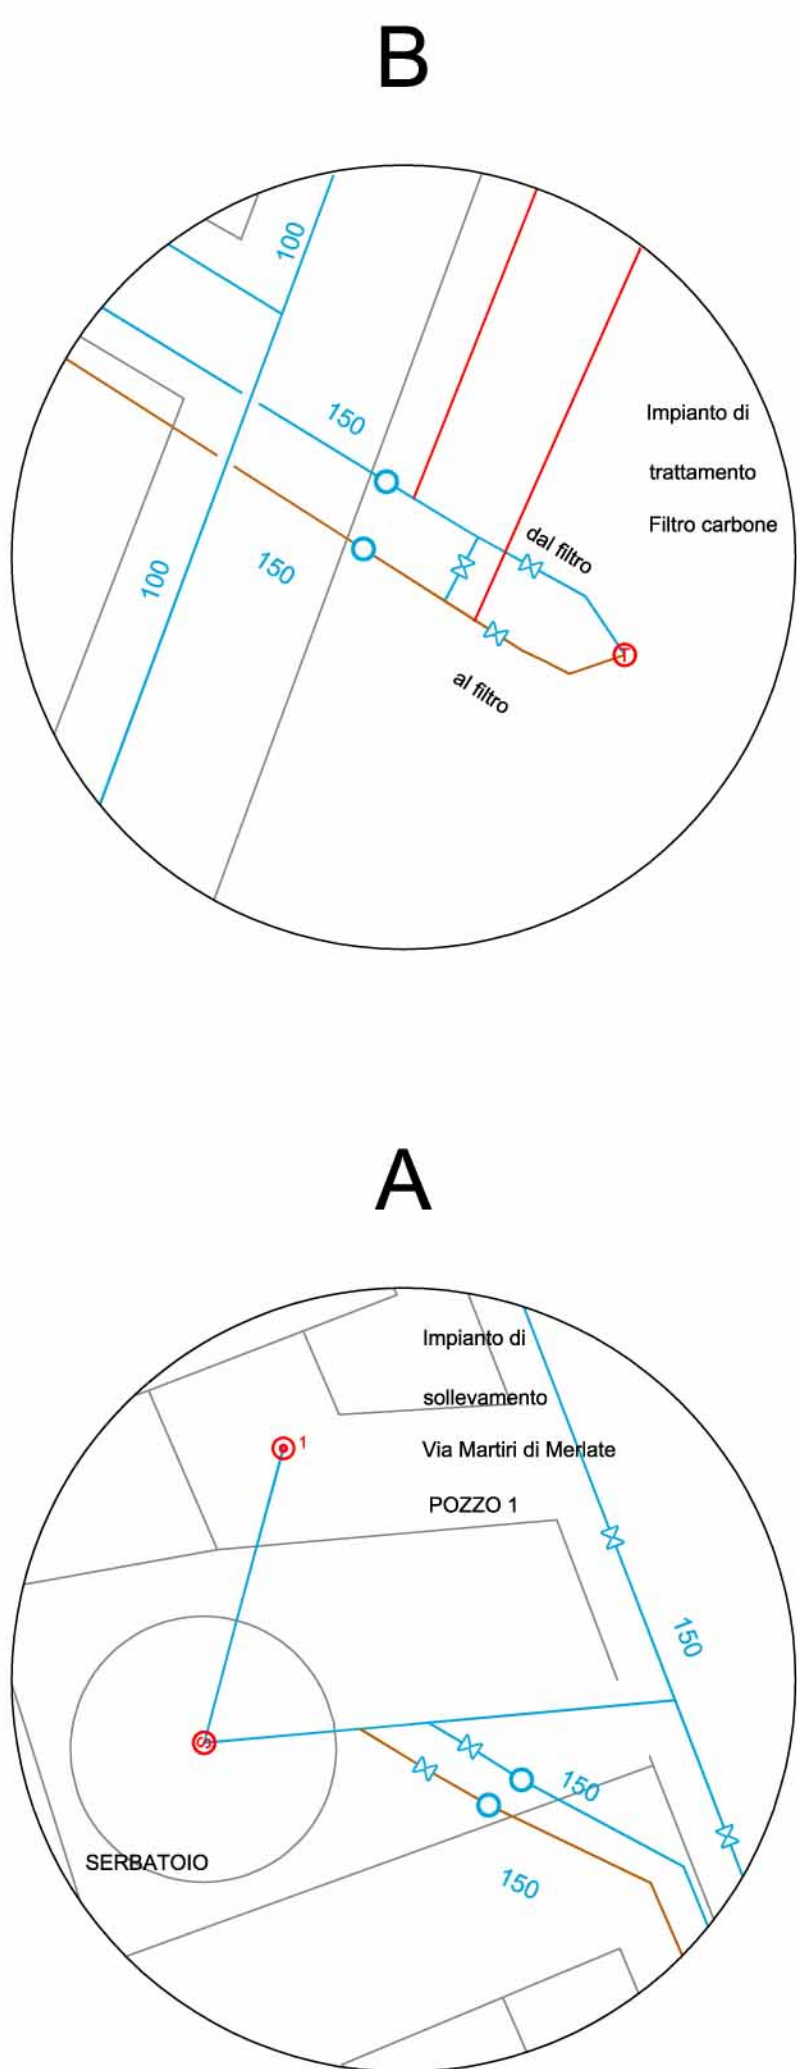 B
100
150
Impianto di
trattamento
Filtro carbone
dal filtro
150
100
T
al filtro
A
Impianto di
sollevamento
1
Via Martiri di Merlate
POZZO 1
150
S
150
SERBATOIO
150